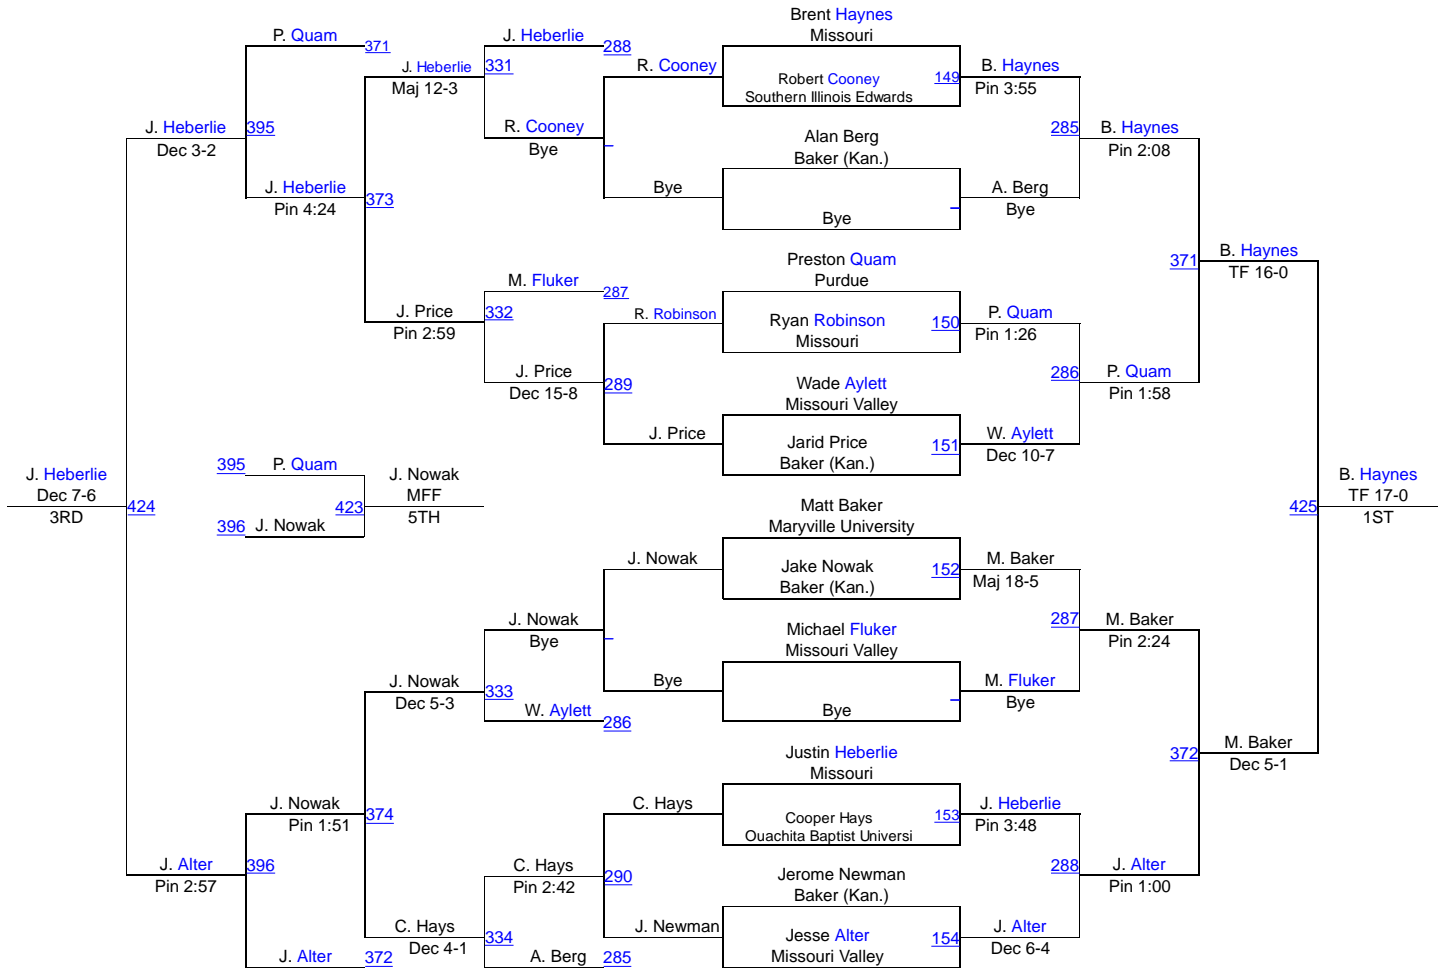 Brent Haynes
Missouri
P. Quam
371
J. Heberlie
288
J. Heberlie
331
Maj 12-3
R. Cooney
Robert Cooney
Southern Illinois Edwards
149
B. Haynes
Pin 3:55
J. Heberlie
395
Dec 3-2
R. Cooney
Bye
Alan Berg
Baker (Kan.)
285
B. Haynes
Pin 2:08
J. Heberlie
Pin 4:24
373
Bye
Bye
A. Berg
Bye
M. Fluker
287
Preston Quam
Purdue
371
B. Haynes
TF 16-0
J. Price
332
Pin 2:59
R. Robinson
Ryan Robinson
Missouri
150
P. Quam
Pin 1:26
J. Price
Dec 15-8
289
Wade Aylett
Missouri Valley
286
P. Quam
Pin 1:58
J. Price
Jarid Price
Baker (Kan.)
151
W. Aylett
Dec 10-7
J. Heberlie
Dec 7-6
3RD
424
395
P. Quam
396
J. Nowak
423
J. Nowak
MFF
5TH
Matt Baker
Maryville University
425
B. Haynes
TF 17-0
1ST
J. Nowak
Jake Nowak
Baker (Kan.)
152
M. Baker
Maj 18-5
J. Nowak
Bye
Michael Fluker
Missouri Valley
287
M. Baker
Pin 2:24
J. Nowak
Dec 5-3
333
Bye
Bye
M. Fluker
Bye
W. Aylett
286
Justin Heberlie
Missouri
372
M. Baker
Dec 5-1
J. Nowak
Pin 1:51
374
C. Hays
Cooper Hays
Ouachita Baptist Universi
153
J. Heberlie
Pin 3:48
J. Alter
Pin 2:57
396
C. Hays
Pin 2:42
290
Jerome Newman
Baker (Kan.)
288
J. Alter
Pin 1:00
C. Hays
Dec 4-1
334
J. Newman
Jesse Alter
Missouri Valley
154
J. Alter
Dec 6-4
J. Alter
372
A. Berg
285